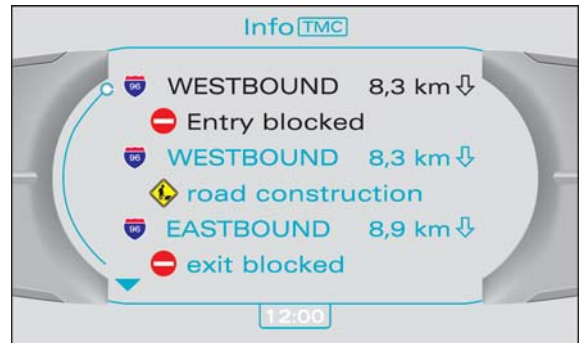 Info TMC
96 WESTBOUND 8,3 km
Entry blocked
96 WESTBOUND 8,3 km
road construction
96 EASTBOUND 8,9 km
exit blocked
12:00